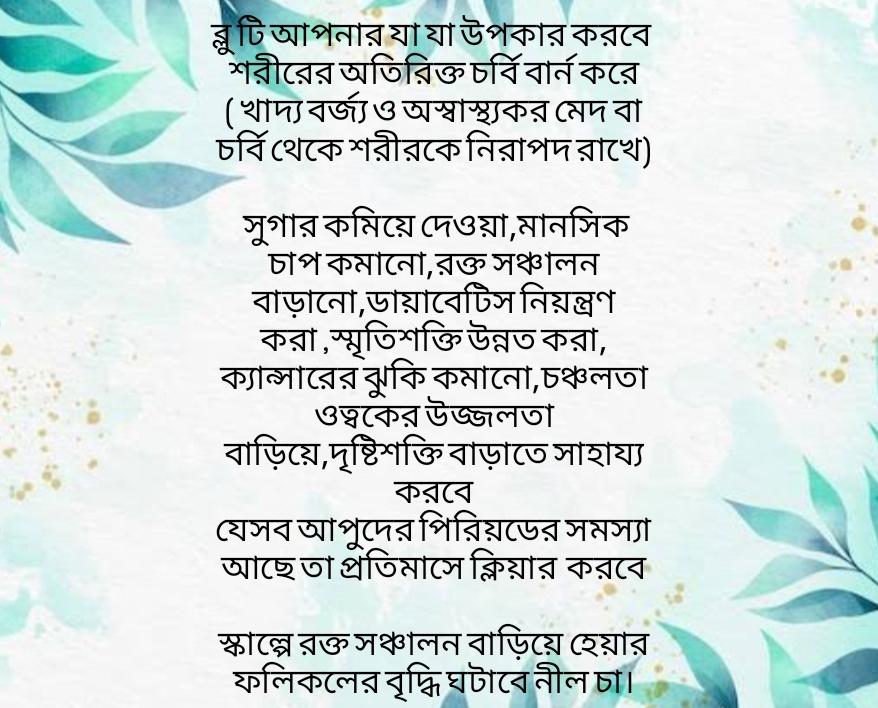 ব্লু টি আপনার যা যা উপকার করবে
শরীরের অতিরিক্ত চর্বি বার্ন করে
( খাদ্য বর্জ্য ও অস্বাস্থ্যকর মেদ বা
চর্বি থেকে শরীরকে নিরাপদ রাখে)
সুগার কমিয়ে দেওয়া,মানসিক
চাপ কমানো,রক্ত সঞ্চালন
বাড়ানো,ডায়াবেটিস নিয়ন্ত্রণ
করা ,স্মৃতিশক্তি উন্নত করা,
ক্যান্সারের ঝুকি কমানো,চঞ্চলতা
ওত্বকের উজ্জলতা
বাড়িয়ে,দৃষ্টিশক্তি বাড়াতে সাহায্য
করবে
যেসব আপুদের পিরিয়ডের সমস্যা
আছে তা প্রতিমাসে ক্লিয়ার করবে
স্কাল্পে রক্ত সঞ্চালন বাড়িয়ে হেয়ার
ফলিকলের বৃদ্ধি ঘটাবে নীল চা।